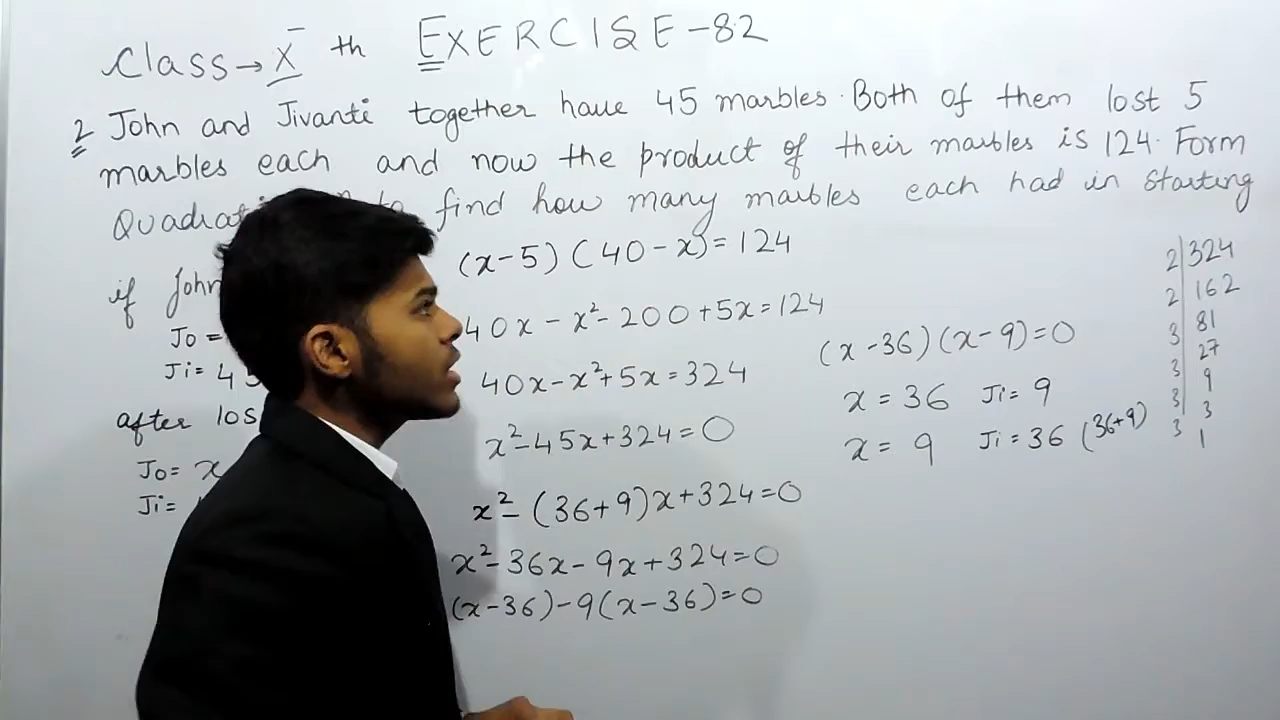 Class → X th EXERCISE - 8.2
2 John and Jivanti together have 45 marbles. Both of them lost 5
marbles each and now the product of their marbles is 124. Form
to find how many marbles each had in starting
if John
Jo =
Ji = 45
after los
Jo = x
Ji =
(x-5)(40-x) = 124
40x - x² - 200 + 5x = 124
40x - x² + 5x = 324
x² - 45x + 324 = 0
x² - (36+9)x + 324 = 0
x² - 36x - 9x + 324 = 0
(x-36) - 9(x-36) = 0
(x-36)(x-9) = 0
x = 36 Ji = 9
x = 9 Ji = 36 (36+9)
2 | 324
2 | 162
3 | 81
3 | 27
3 | 9
3 | 3
1